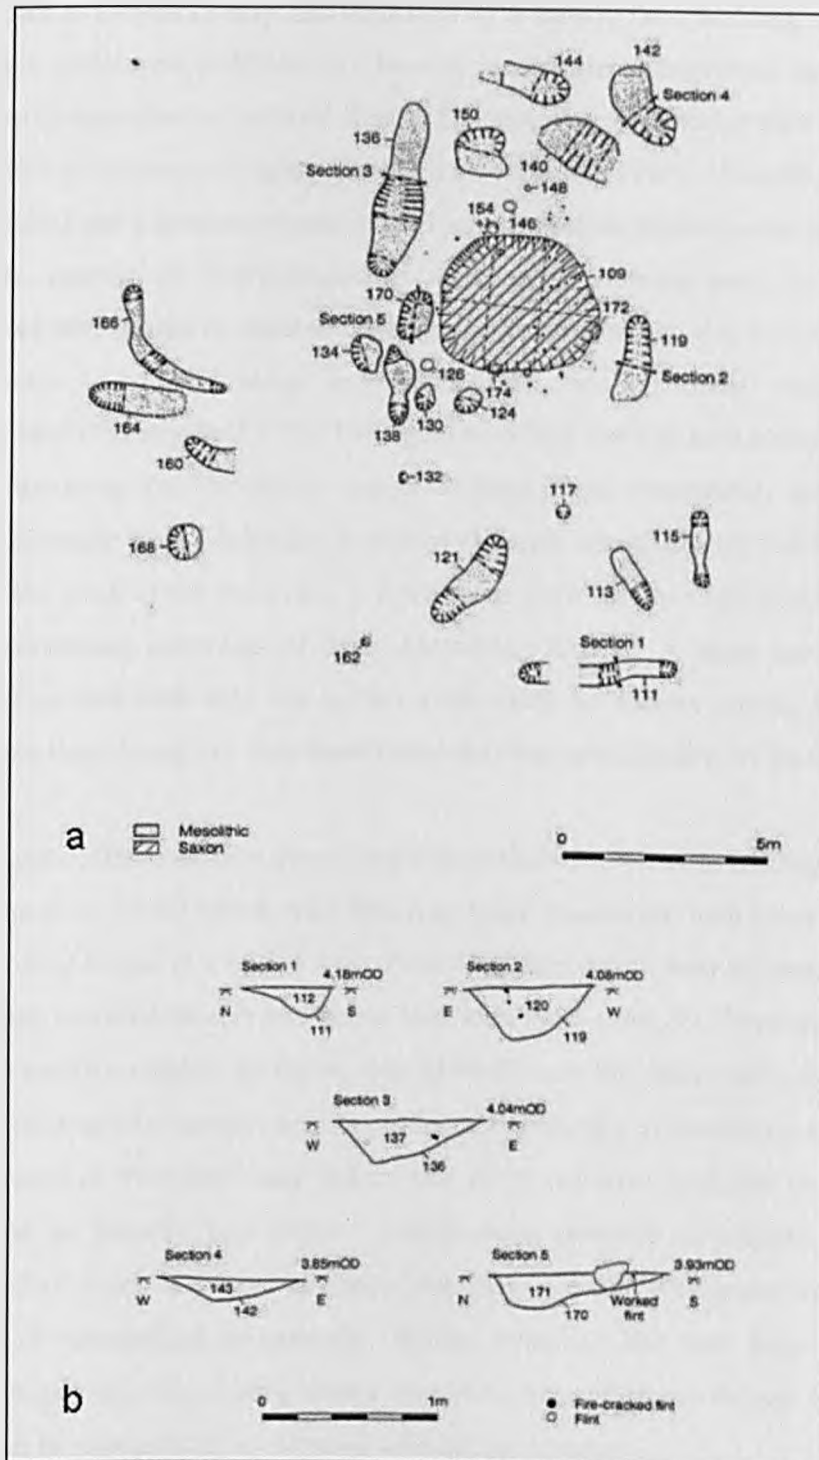 144
142
Section 4
150
136
Section 3
140
148
154
146
109
170
172
Section 5
119
166
134
126
Section 2
174
164
138
130
124
160
132
117
115
168
121
113
162
Section 1
111
a
Mesolithic
Saxon
0 5m
Section 1 4.18mOD
112
N S
111
Section 2 4.08mOD
120
E W
119
Section 3
4.04mOD
137
W E
136
Section 4 3.85mOD
143
W E
142
Section 5 3.93mOD
171
N S
170
Worked
flint
b
0 1m
Fire-cracked flint
Flint